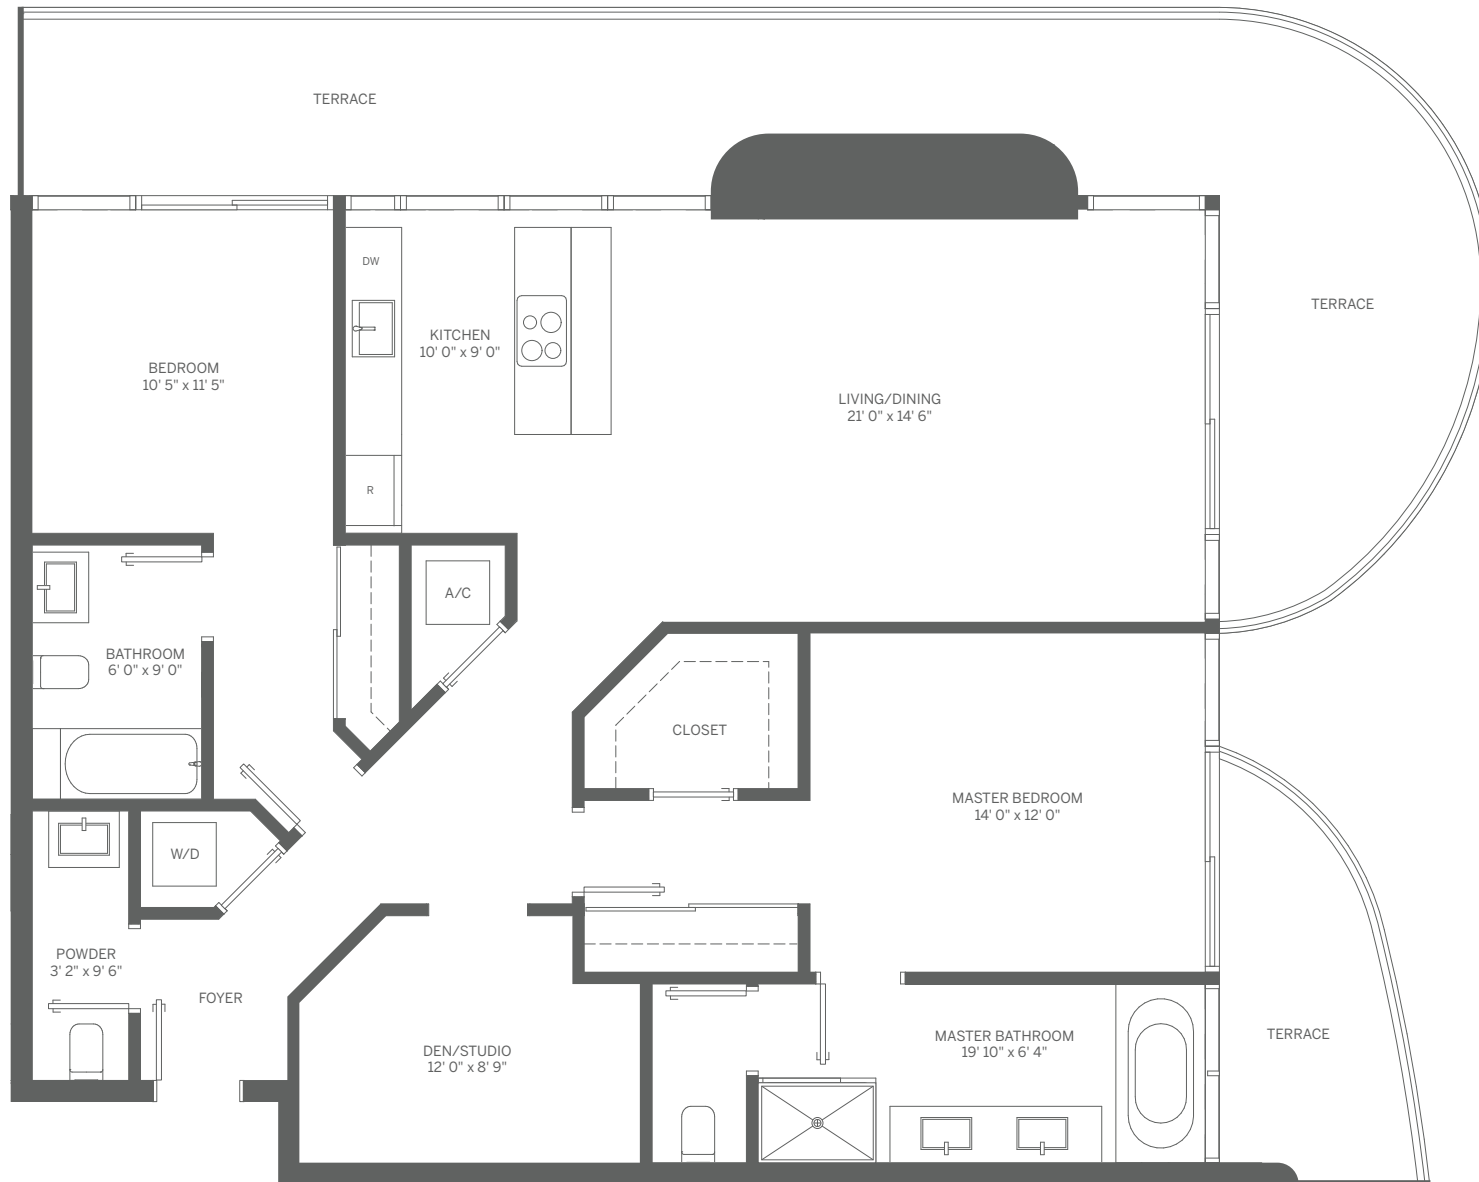 TERRACE
TERRACE
DW
KITCHEN
10' 0" x 9' 0"
BEDROOM
10' 5" x 11' 5"
LIVING/DINING
21' 0" x 14' 6"
R
A/C
BATHROOM
6' 0" x 9' 0"
CLOSET
MASTER BEDROOM
14' 0" x 12' 0"
W/D
POWDER
3' 2" x 9' 6"
FOYER
DEN/STUDIO
12' 0" x 8' 9"
MASTER BATHROOM
19' 10" x 6' 4"
TERRACE